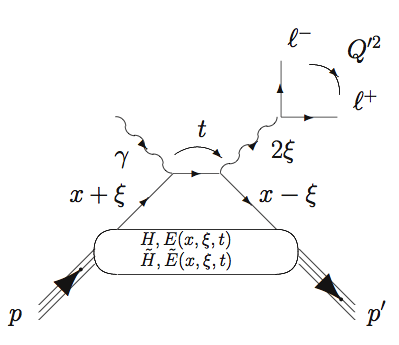 ℓ⁻
Q′²
ℓ⁺
t
γ
2ξ
x + ξ
x − ξ
H, E(x, ξ, t)
H̃, Ẽ(x, ξ, t)
p
p′